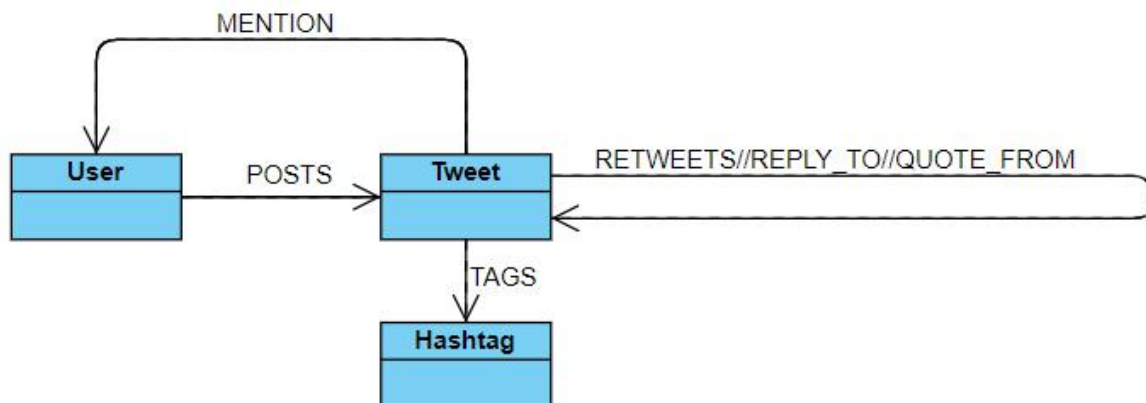 MENTION
User
POSTS
Tweet
RETWEETS//REPLY_TO//QUOTE_FROM
TAGS
Hashtag